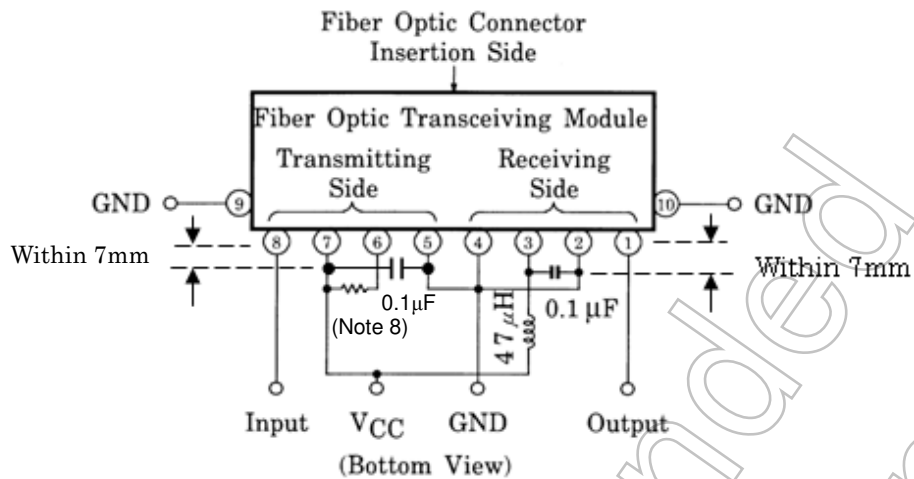 Fiber Optic Connector
Insertion Side
Fiber Optic Transceiving Module
Transmitting
Side
Receiving
Side
GND
9
10
GND
8
7
6
5
4
3
2
1
Within 7mm
Within 7mm
0.1μF
(Note 8)
47μH
0.1μF
Input
VCC
GND
Output
(Bottom View)